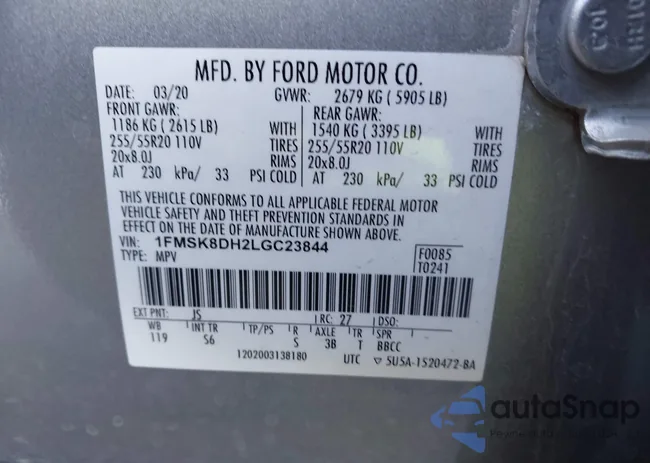 MFD. BY FORD MOTOR CO.
DATE: 03/20 GVWR: 2679 KG ( 5905 LB)
FRONT GAWR: REAR GAWR:
1186 KG ( 2615 LB) WITH 1540 KG ( 3395 LB) WITH
255/55R20 110V TIRES 255/55R20 110V TIRES
20x8.0J RIMS 20x8.0J RIMS
AT 230 kPa/ 33 PSI COLD AT 230 kPa/ 33 PSI COLD
THIS VEHICLE CONFORMS TO ALL APPLICABLE FEDERAL MOTOR
VEHICLE SAFETY AND THEFT PREVENTION STANDARDS IN
EFFECT ON THE DATE OF MANUFACTURE SHOWN ABOVE.
VIN: 1FMSK8DH2LGC23844 F0085
TYPE: MPV T0241
EXT PNT: JS RC: 27 DSO:
WB INT TR TP/PS R AXLE TR SPR
119 S6 S 3B T BBCC
1202003138180 UTC 5U5A-1520472-BA
autoSnap